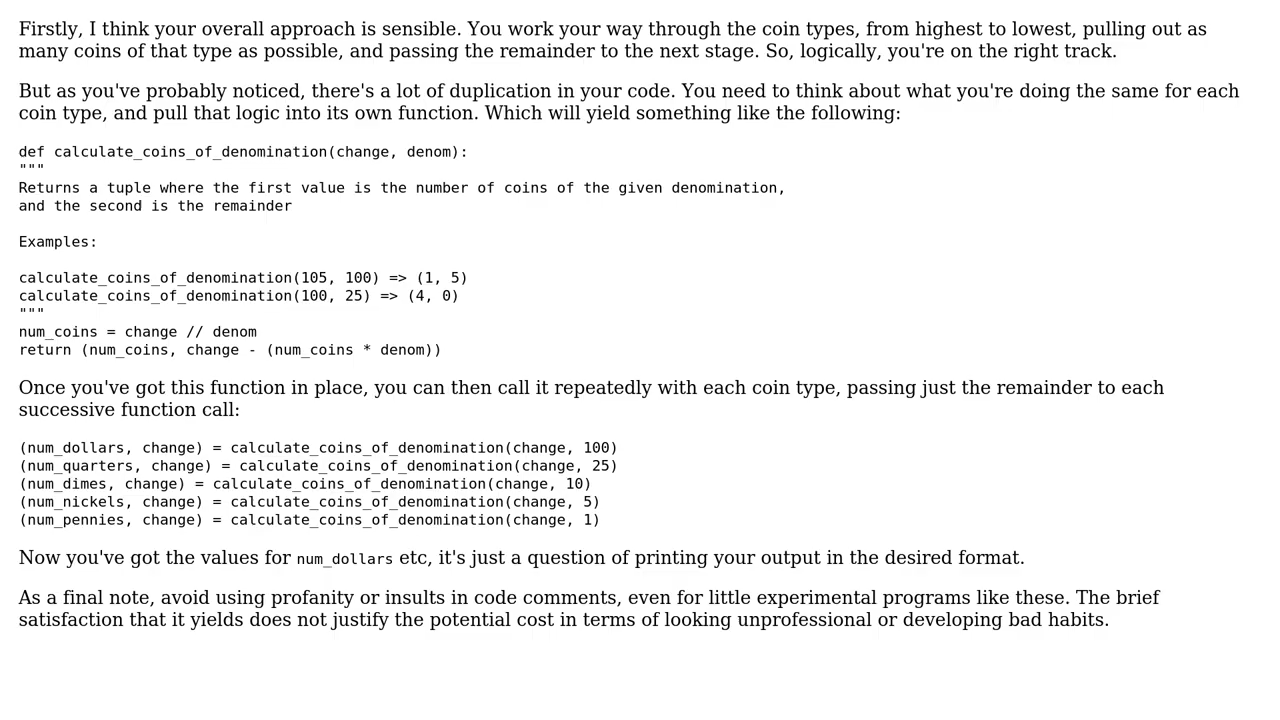 Firstly, I think your overall approach is sensible. You work your way through the coin types, from highest to lowest, pulling out as
many coins of that type as possible, and passing the remainder to the next stage. So, logically, you're on the right track.
But as you've probably noticed, there's a lot of duplication in your code. You need to think about what you're doing the same for each
coin type, and pull that logic into its own function. Which will yield something like the following:
def calculate_coins_of_denomination(change, denom):
"""
Returns a tuple where the first value is the number of coins of the given denomination,
and the second is the remainder
Examples:
calculate_coins_of_denomination(105, 100) => (1, 5)
calculate_coins_of_denomination(100, 25) => (4, 0)
"""
num_coins = change // denom
return (num_coins, change - (num_coins * denom))
Once you've got this function in place, you can then call it repeatedly with each coin type, passing just the remainder to each
successive function call:
(num_dollars, change) = calculate_coins_of_denomination(change, 100)
(num_quarters, change) = calculate_coins_of_denomination(change, 25)
(num_dimes, change) = calculate_coins_of_denomination(change, 10)
(num_nickels, change) = calculate_coins_of_denomination(change, 5)
(num_pennies, change) = calculate_coins_of_denomination(change, 1)
Now you've got the values for num_dollars etc, it's just a question of printing your output in the desired format.
As a final note, avoid using profanity or insults in code comments, even for little experimental programs like these. The brief
satisfaction that it yields does not justify the potential cost in terms of looking unprofessional or developing bad habits.